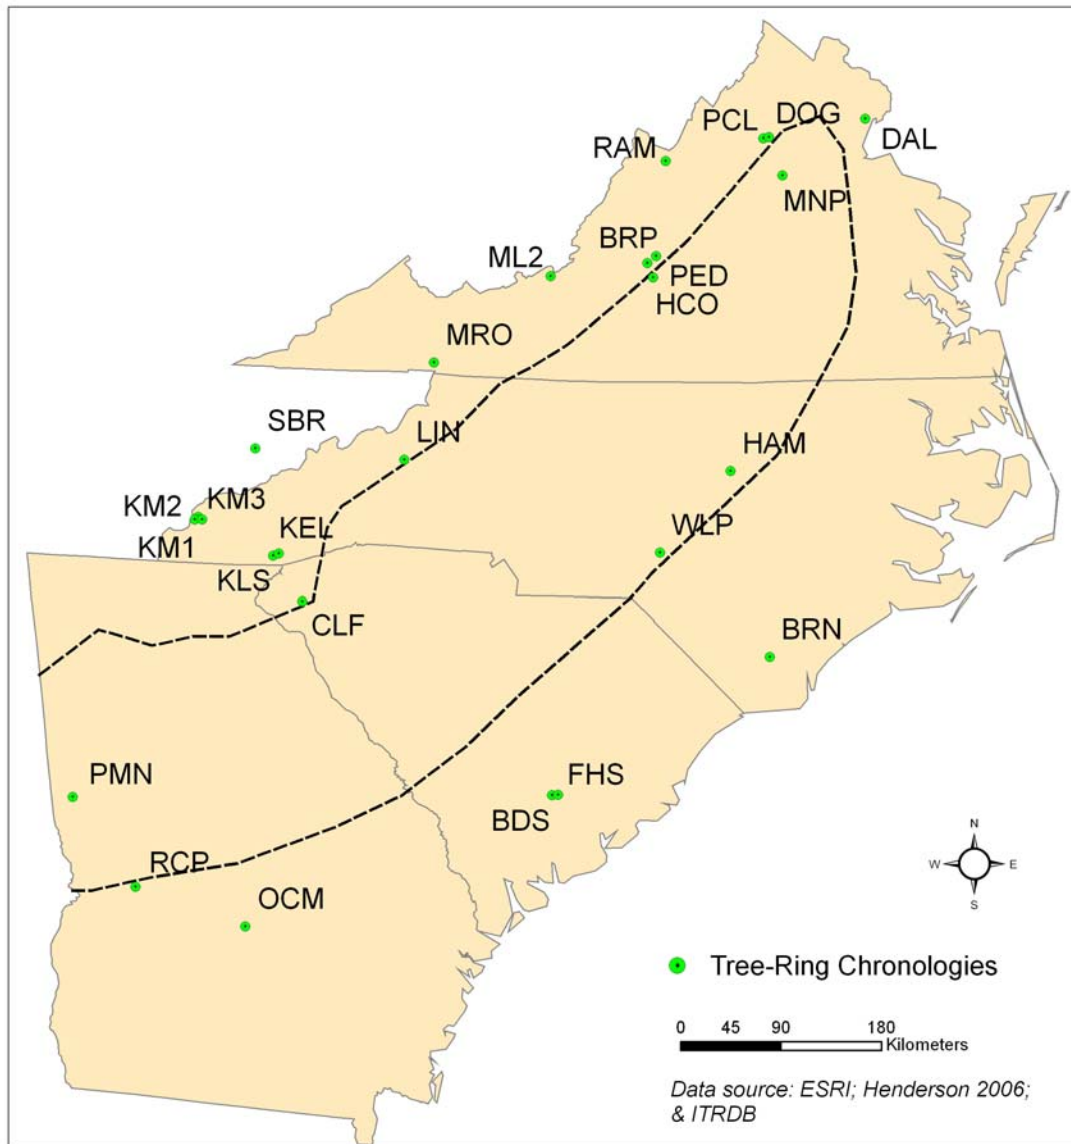 PCL
DOG
DAL
RAM
MNP
BRP
ML2
PED
HCO
MRO
SBR
LIN
HAM
KM2
KM3
WLP
KEL
KM1
KLS
CLF
BRN
PMN
FHS
BDS
RCP
OCM
N
W
E
S
Tree-Ring Chronologies
0 45 90 180
Kilometers
Data source: ESRI; Henderson 2006;
& ITRDB